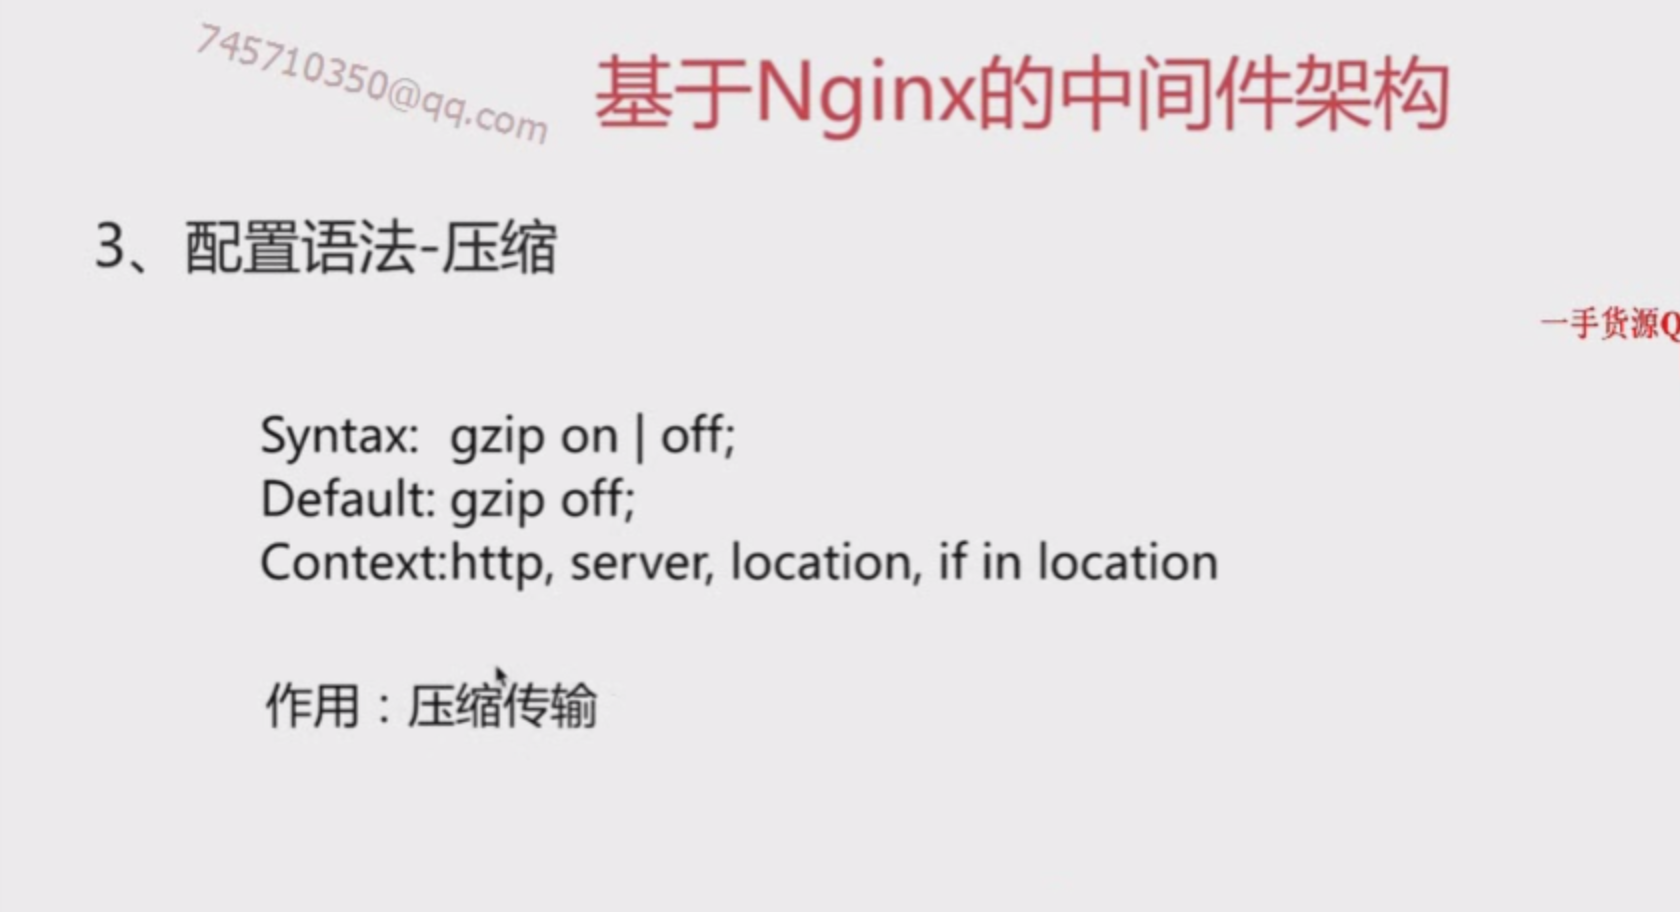 745710350@qq.com
基于Nginx的中间件架构
3、配置语法-压缩
一手货源Q
Syntax: gzip on | off;
Default: gzip off;
Context:http, server, location, if in location
作用：压缩传输